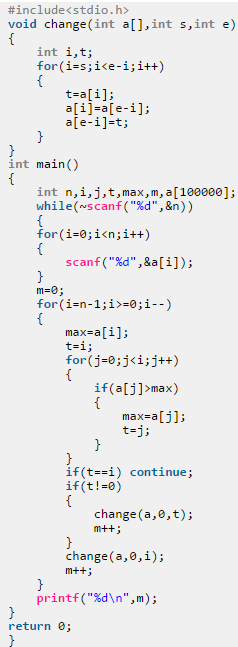 #include<stdio.h>
void change(int a[],int s,int e)
{
    int i,t;
    for(i=s;i<e-i;i++)
    {
        t=a[i];
        a[i]=a[e-i];
        a[e-i]=t;
    }
}
int main()
{
    int n,i,j,t,max,m,a[100000];
    while(~scanf("%d",&n))
    {
    for(i=0;i<n;i++)
    {
        scanf("%d",&a[i]);
    }
    m=0;
    for(i=n-1;i>=0;i--)
    {
        max=a[i];
        t=i;
        for(j=0;j<i;j++)
        {
            if(a[j]>max)
            {
                max=a[j];
                t=j;
            }
        }
        if(t==i) continue;
        if(t!=0)
        {
            change(a,0,t);
            m++;
        }
        change(a,0,i);
        m++;
    }
    printf("%d\n",m);
}
return 0;
}